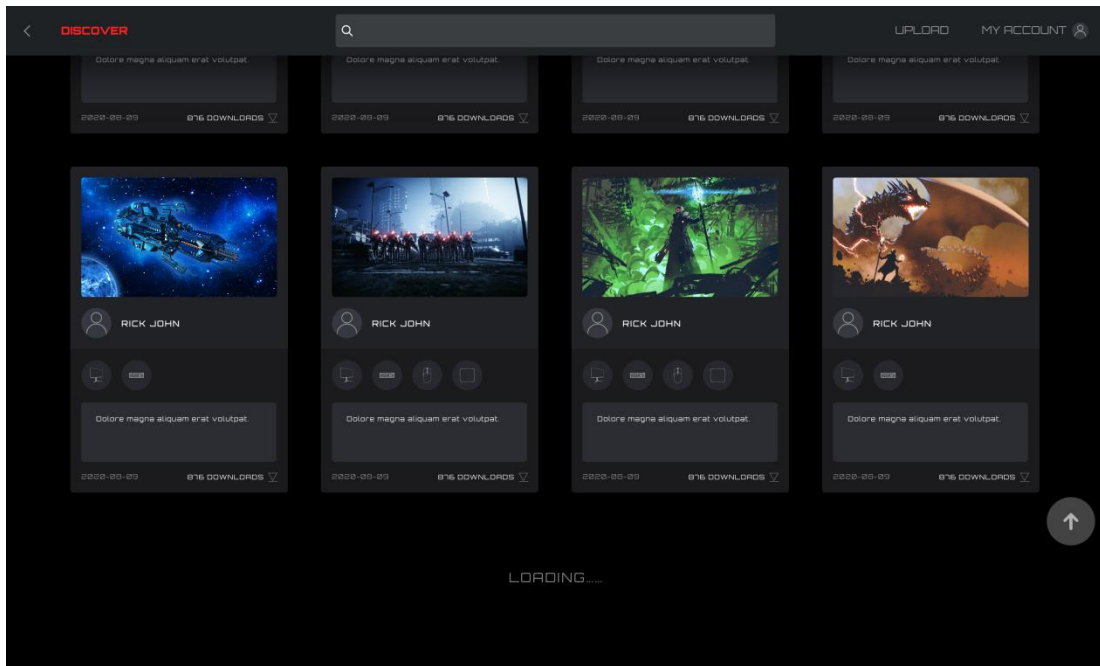 DISCOVER
UPLOAD
MY ACCOUNT
Dolore magna aliquam erat volutpat.
Dolore magna aliquam erat volutpat.
Dolore magna aliquam erat volutpat.
Dolore magna aliquam erat volutpat.
2020-08-09 876 DOWNLOADS
2020-08-09 876 DOWNLOADS
2020-08-09 876 DOWNLOADS
2020-08-09 876 DOWNLOADS
RICK JOHN
RICK JOHN
RICK JOHN
RICK JOHN
Dolore magna aliquam erat volutpat.
Dolore magna aliquam erat volutpat.
Dolore magna aliquam erat volutpat.
Dolore magna aliquam erat volutpat.
2020-08-09 876 DOWNLOADS
2020-08-09 876 DOWNLOADS
2020-08-09 876 DOWNLOADS
2020-08-09 876 DOWNLOADS
LOADING......